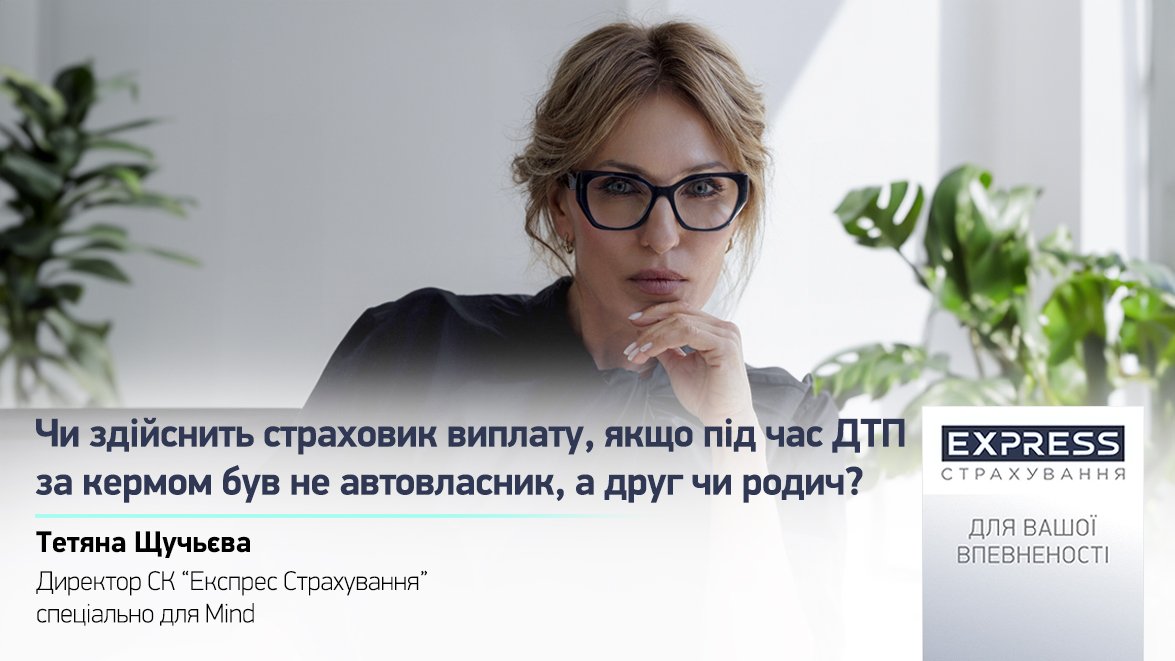 Чи здійснить страховик виплату, якщо під час ДТП
за кермом був не автовласник, а друг чи родич?
Тетяна Щучьєва
Директор СК “Експрес Страхування”
спеціально для Mind
EXPRESS
СТРАХУВАННЯ
ДЛЯ ВАШОЇ
ВПЕВНЕНОСТІ